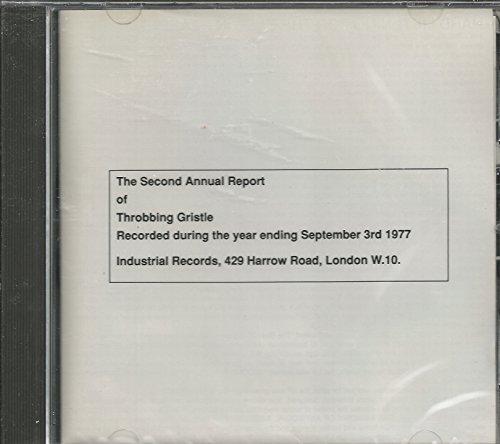 The Second Annual Report
of
Throbbing Gristle
Recorded during the year ending September 3rd 1977
Industrial Records, 429 Harrow Road, London W.10.